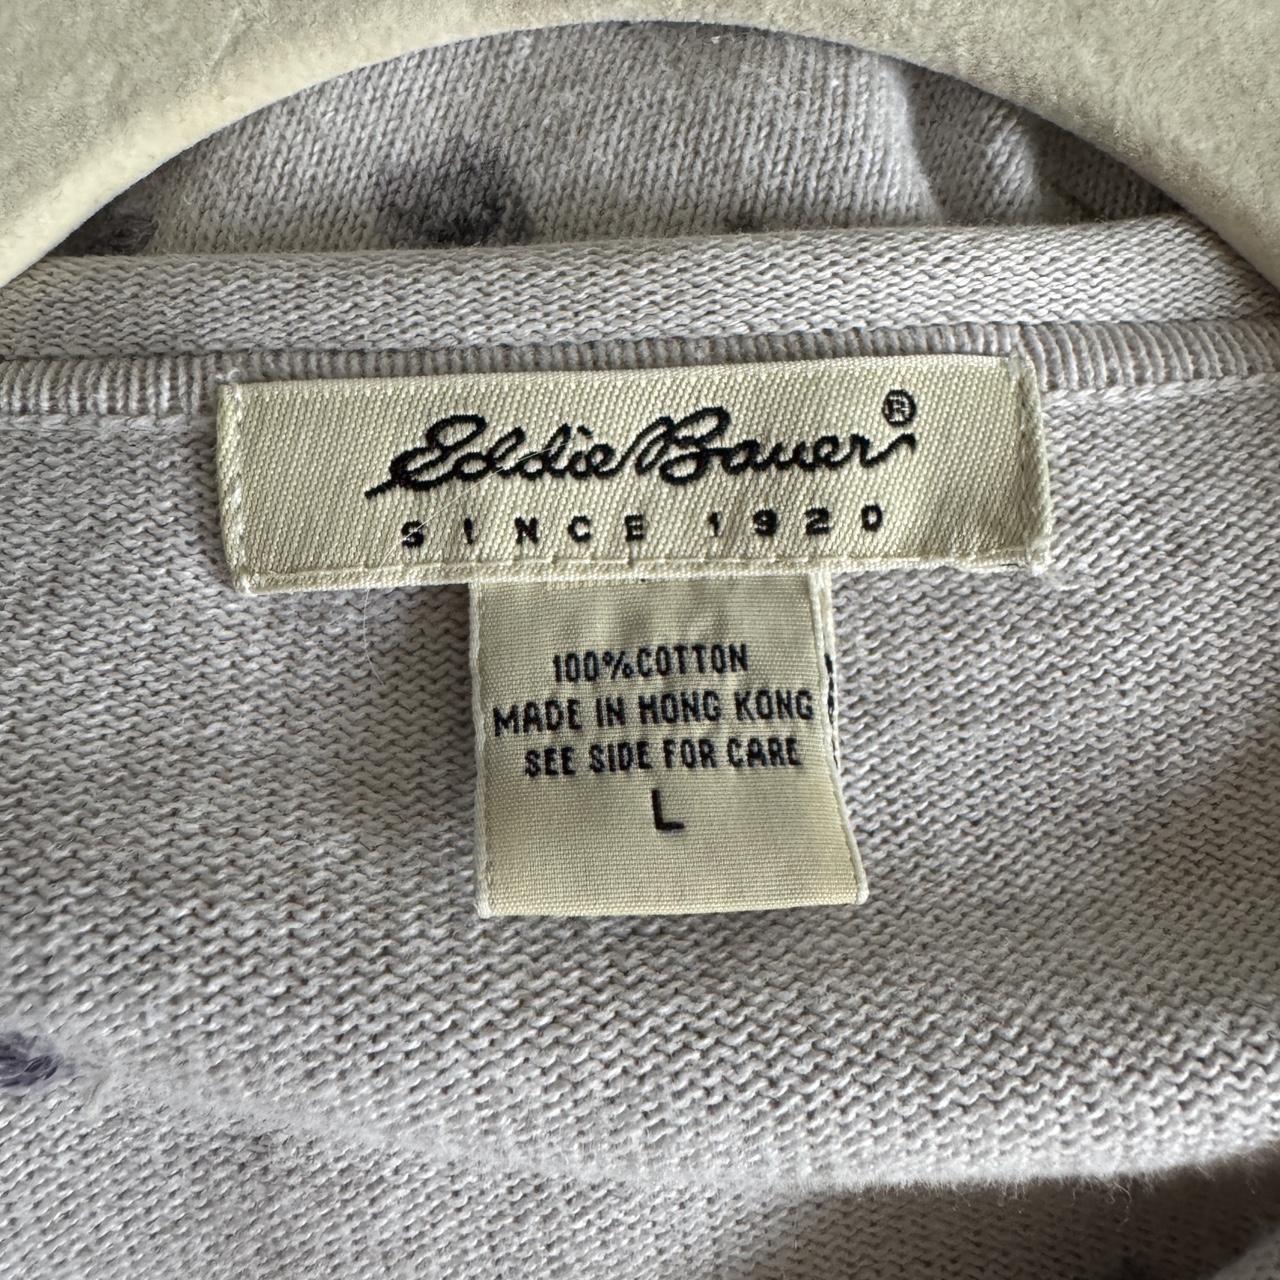 Eddie Bauer®
SINCE 1920
100%COTTON
MADE IN HONG KONG
SEE SIDE FOR CARE
L